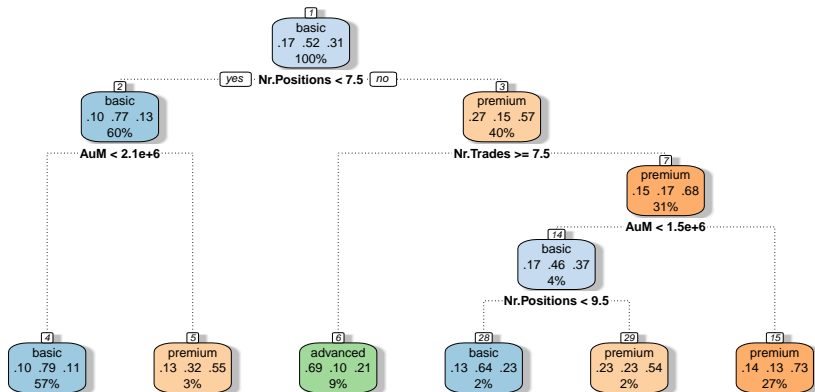 1
basic
.17 .52 .31
100%
yes Nr.Positions < 7.5 no
2
basic
.10 .77 .13
60%
AuM < 2.1e+6
3
premium
.27 .15 .57
40%
Nr.Trades >= 7.5
7
premium
.15 .17 .68
31%
AuM < 1.5e+6
14
basic
.17 .46 .37
4%
Nr.Positions < 9.5
4
basic
.10 .79 .11
57%
5
premium
.13 .32 .55
3%
6
advanced
.69 .10 .21
9%
28
basic
.13 .64 .23
2%
29
premium
.23 .23 .54
2%
15
premium
.14 .13 .73
27%